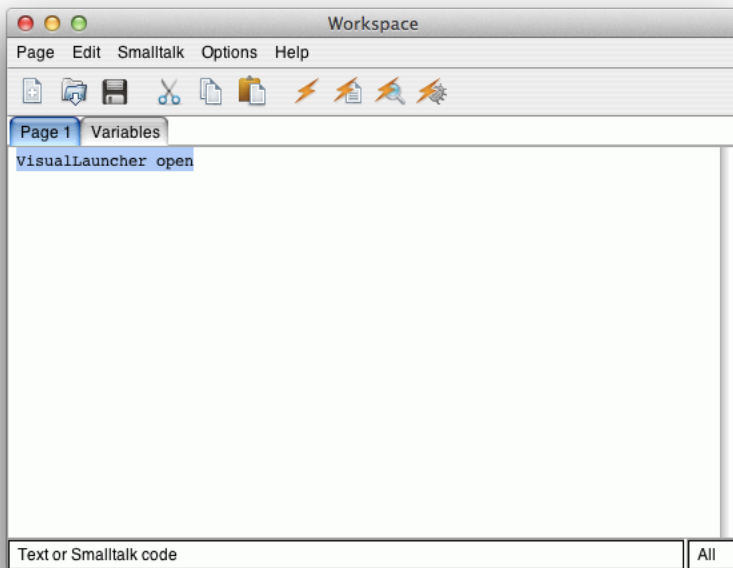 Workspace
Page Edit Smalltalk Options Help
Page 1 Variables
VisualLauncher open
Text or Smalltalk code All